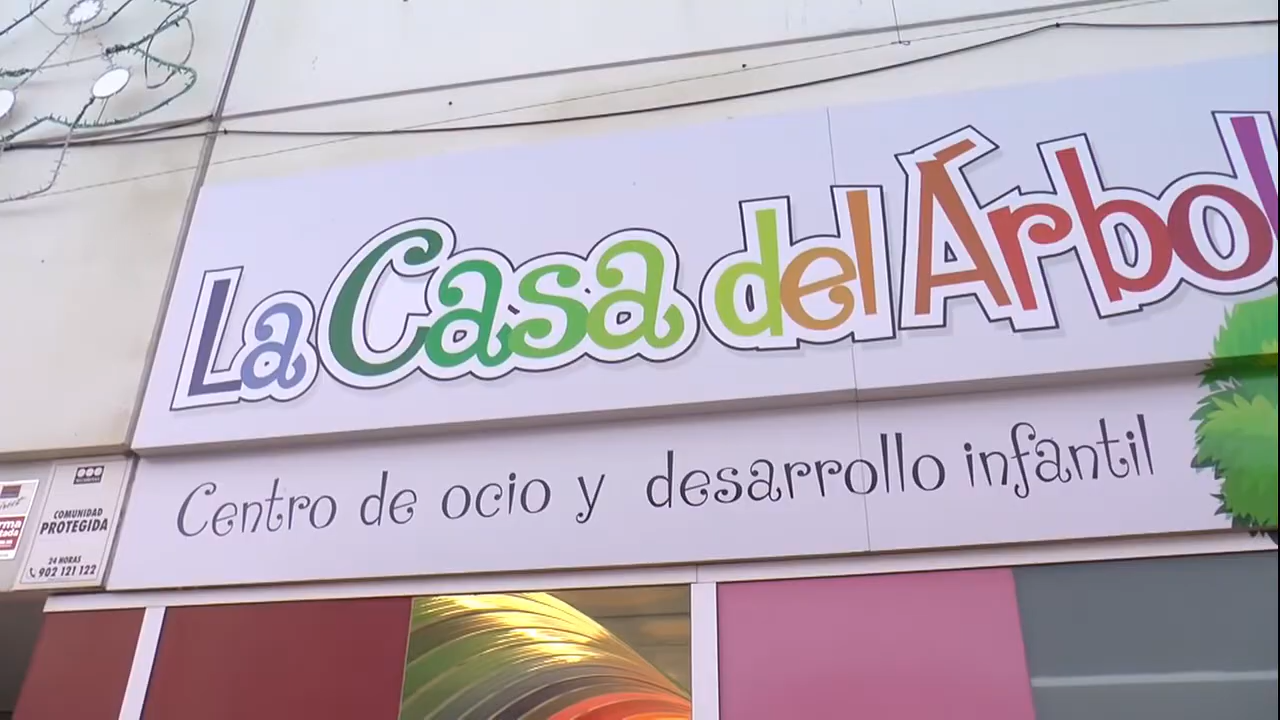 La Casa del Árbol
Centro de ocio y desarrollo infantil
COMUNIDAD
PROTEGIDA
24 HORAS
902 121 122